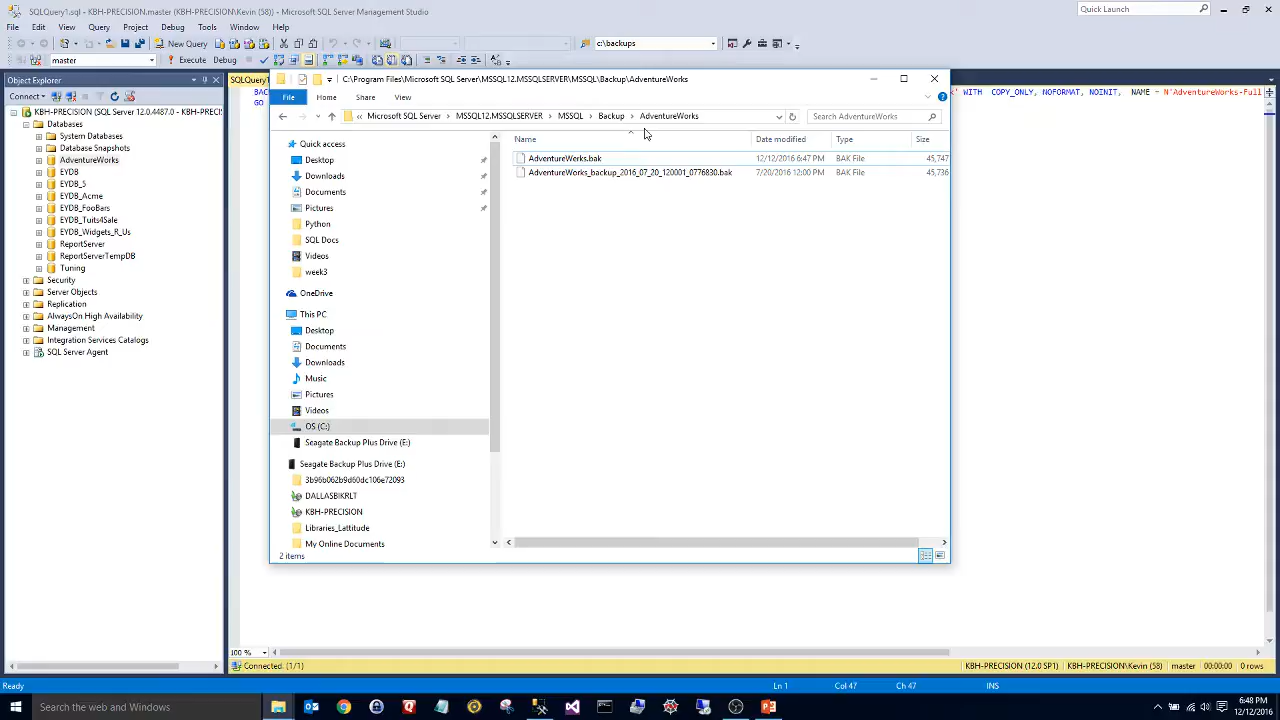 SQLQuery1.sql - KBH-PRECISION.master (KBH-PRECISION\Kevin (58)) - Microsoft SQL Server Management Studio
Quick Launch
File Edit View Query Project Debug Tools Window Help
New Query
c:\backups
master
Execute Debug
Object Explorer
Connect
KBH-PRECISION (SQL Server 12.0.4487.0 - KBH-PRECIS
Databases
System Databases
Database Snapshots
AdventureWorks
EYDB
EYDB_5
EYDB_Acme
EYDB_FooBars
EYDB_Tuits4Sale
EYDB_Widgets_R_Us
ReportServer
ReportServerTempDB
Tuning
Security
Server Objects
Replication
AlwaysOn High Availability
Management
Integration Services Catalogs
SQL Server Agent
SQLQuery1
BAC
GO
k' WITH COPY_ONLY, NOFORMAT, NOINIT, NAME = N'AdventureWorks-Full
C:\Program Files\Microsoft SQL Server\MSSQL12.MSSQLSERVER\MSSQL\Backup\AdventureWorks
File Home Share View
« Microsoft SQL Server > MSSQL12.MSSQLSERVER > MSSQL > Backup > AdventureWorks
Search AdventureWorks
Name Date modified Type Size
AdventureWorks.bak 12/12/2016 6:47 PM BAK File 45,747
AdventureWorks_backup_2016_07_20_120001_0776830.bak 7/20/2016 12:00 PM BAK File 45,736
Quick access
Desktop
Downloads
Documents
Pictures
Python
SQL Docs
Videos
week3
OneDrive
This PC
Desktop
Documents
Downloads
Music
Pictures
Videos
OS (C:)
Seagate Backup Plus Drive (E:)
Seagate Backup Plus Drive (E:)
3b96b062b9d60dc106e72093
DALLASBIKRLT
KBH-PRECISION
Libraries_Lattitude
My Online Documents
2 items
100 %
Connected. (1/1)
KBH-PRECISION (12.0 SP1) KBH-PRECISION\Kevin (58) master 00:00:00 0 rows
Ready
Ln 1 Col 47 Ch 47 INS
Search the web and Windows
6:48 PM
12/12/2016